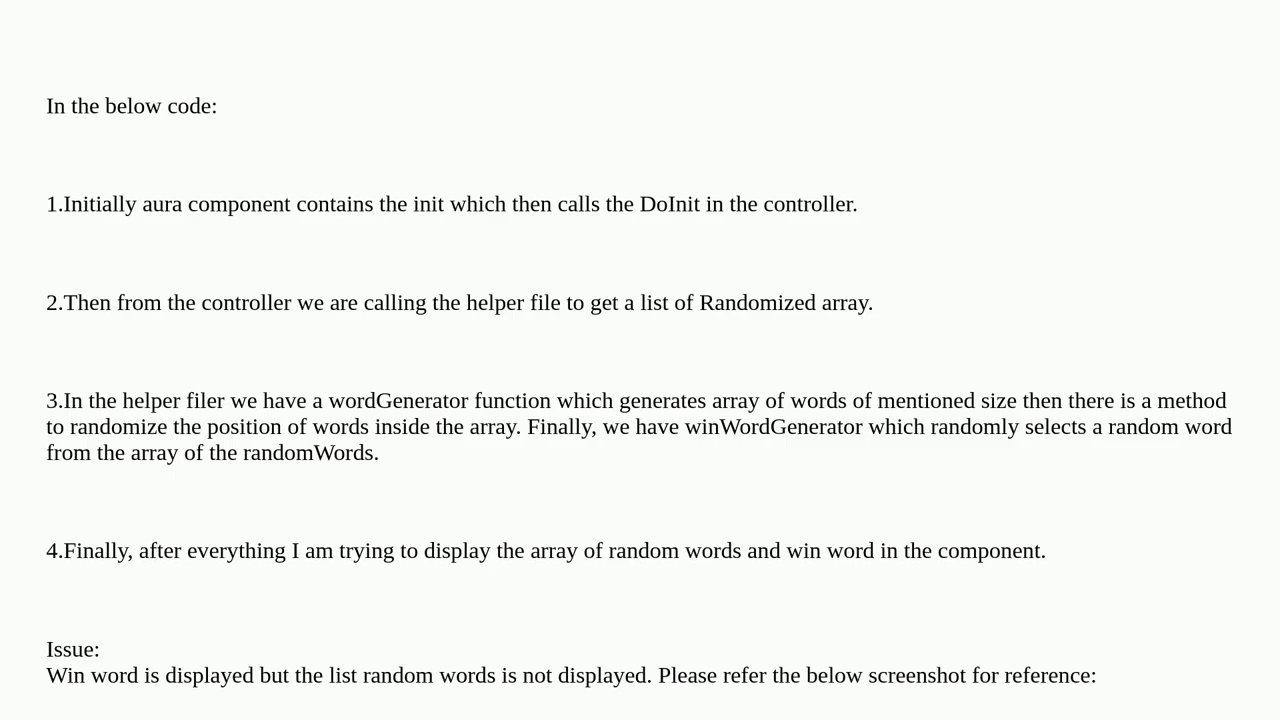 In the below code:
1.Initially aura component contains the init which then calls the DoInit in the controller.
2.Then from the controller we are calling the helper file to get a list of Randomized array.
3.In the helper filer we have a wordGenerator function which generates array of words of mentioned size then there is a method
to randomize the position of words inside the array. Finally, we have winWordGenerator which randomly selects a random word
from the array of the randomWords.
4.Finally, after everything I am trying to display the array of random words and win word in the component.
Issue:
Win word is displayed but the list random words is not displayed. Please refer the below screenshot for reference: